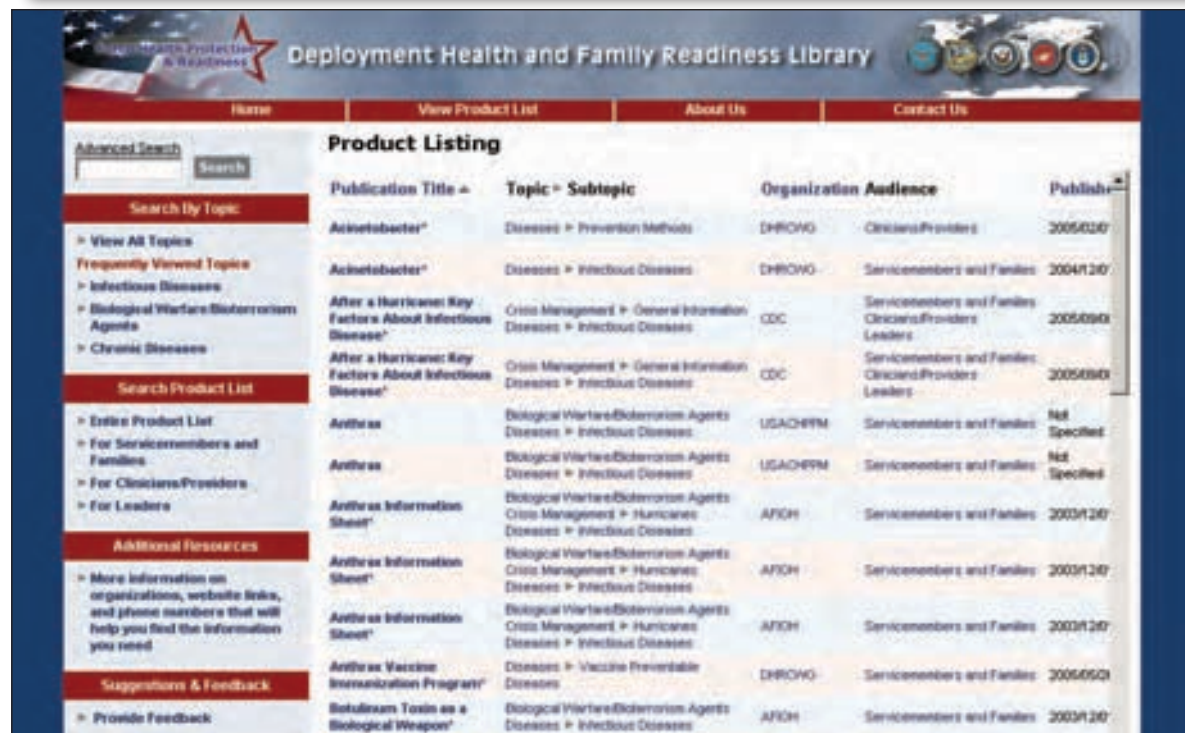 Force Health Protection
& Readiness
Deployment Health and Family Readiness Library
Home View Product List About Us Contact Us
Advanced Search
Search
Search By Topic
» View All Topics
Frequently Viewed Topics
» Infectious Diseases
» Biological Warfare/Bioterrorism
Agents
» Chronic Diseases
Search Product List
» Entire Product List
» For Servicemembers and
Families
» For Clinicians/Providers
» For Leaders
Additional Resources
» More information on
organizations, website links,
and phone numbers that will
help you find the information
you need
Suggestions & Feedback
» Provide Feedback
Product Listing
Publication Title Topic » Subtopic Organization Audience Publishe
Acinetobacter* Diseases » Prevention Methods DHRCWG Clinicians/Providers
Acinetobacter* Diseases » Infectious Diseases DHRCWG Servicemembers and Families
After a Hurricane: Key
Factors About Infectious
Disease*
Crisis Management » General Information
Diseases » Infectious Diseases
CDC
Servicemembers and Families
Clinicians/Providers
Leaders
After a Hurricane: Key
Factors About Infectious
Disease*
Crisis Management » General Information
Diseases » Infectious Diseases
CDC
Servicemembers and Families
Clinicians/Providers
Leaders
Anthrax
Biological Warfare/Bioterrorism Agents
Diseases » Infectious Diseases
USACHPPM
Servicemembers and Families
Not
Specified
Anthrax
Biological Warfare/Bioterrorism Agents
Diseases » Infectious Diseases
USACHPPM
Servicemembers and Families
Not
Specified
Anthrax Information
Sheet*
Biological Warfare/Bioterrorism Agents
Crisis Management » Hurricanes
Diseases » Infectious Diseases
AFIOH
Servicemembers and Families
Anthrax Information
Sheet*
Biological Warfare/Bioterrorism Agents
Crisis Management » Hurricanes
Diseases » Infectious Diseases
AFIOH
Servicemembers and Families
Anthrax Information
Sheet*
Biological Warfare/Bioterrorism Agents
Crisis Management » Hurricanes
Diseases » Infectious Diseases
AFIOH
Servicemembers and Families
Anthrax Vaccine
Immunization Program*
Diseases » Vaccine Preventable
Diseases
DHRCWG
Servicemembers and Families
Botulinum Toxin as a
Biological Weapon*
Biological Warfare/Bioterrorism Agents
Diseases » Infectious Diseases
AFIOH
Servicemembers and Families